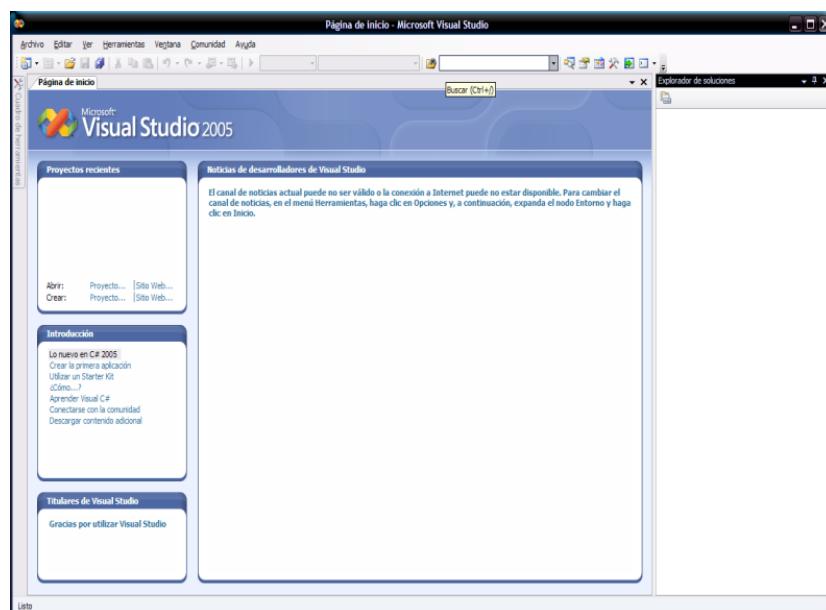 Página de inicio - Microsoft Visual Studio
Archivo Editar Ver Herramientas Ventana Comunidad Ayuda
Página de inicio
Buscar (Ctrl+/)
Explorador de soluciones
Cuadro de herramientas
Microsoft
Visual Studio 2005
Proyectos recientes
Abrir: Proyecto... Sitio Web...
Crear: Proyecto... Sitio Web...
Introducción
Lo nuevo en C# 2005
Crear la primera aplicación
Utilizar un Starter Kit
¿Cómo...?
Aprender Visual C#
Conectarse con la comunidad
Descargar contenido adicional
Titulares de Visual Studio
Gracias por utilizar Visual Studio
Noticias de desarrolladores de Visual Studio
El canal de noticias actual puede no ser válido o la conexión a Internet puede no estar disponible. Para cambiar el
canal de noticias, en el menú Herramientas, haga clic en Opciones y, a continuación, expanda el nodo Entorno y haga
clic en Inicio.
Listo